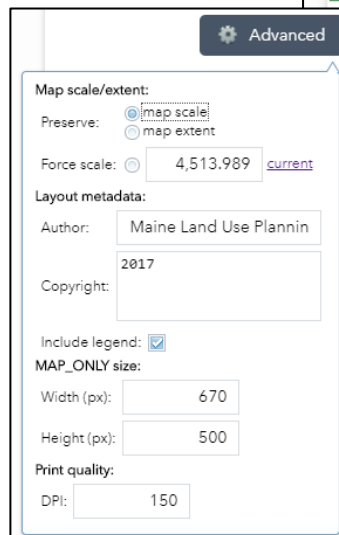 Advanced
Map scale/extent:
Preserve: map scale
map extent
Force scale: 4,513.989 current
Layout metadata:
Author: Maine Land Use Plannin
2017
Copyright:
Include legend:
MAP_ONLY size:
Width (px): 670
Height (px): 500
Print quality:
DPI: 150